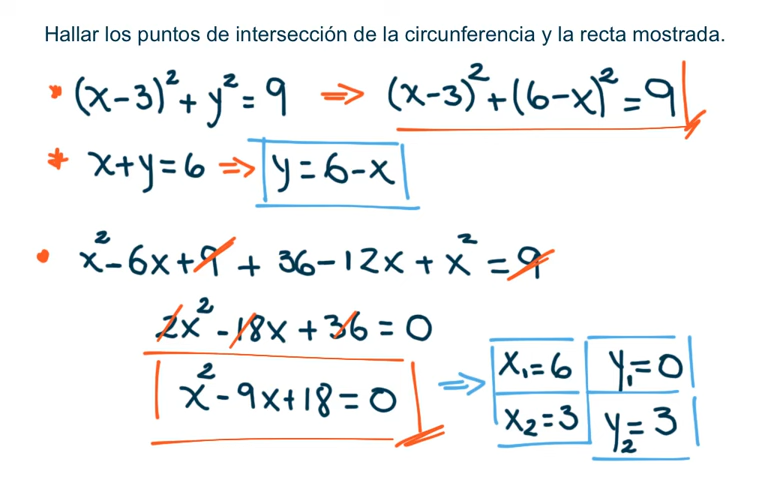 Hallar los puntos de intersección de la circunferencia y la recta mostrada.
* (x-3)² + y² = 9 ⇒ (x-3)² + (6-x)² = 9
* x+y=6 ⇒ y=6-x
• x² - 6x + 9 + 36 - 12x + x² = 9
2x² - 18x + 36 = 0
x² - 9x + 18 = 0 ⇒ x₁=6 y₁=0
x₂=3 y₂=3